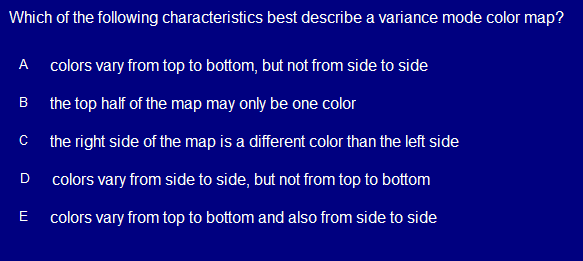 Which of the following characteristics best describe a variance mode color map?
A colors vary from top to bottom, but not from side to side
B the top half of the map may only be one color
C the right side of the map is a different color than the left side
D colors vary from side to side, but not from top to bottom
E colors vary from top to bottom and also from side to side